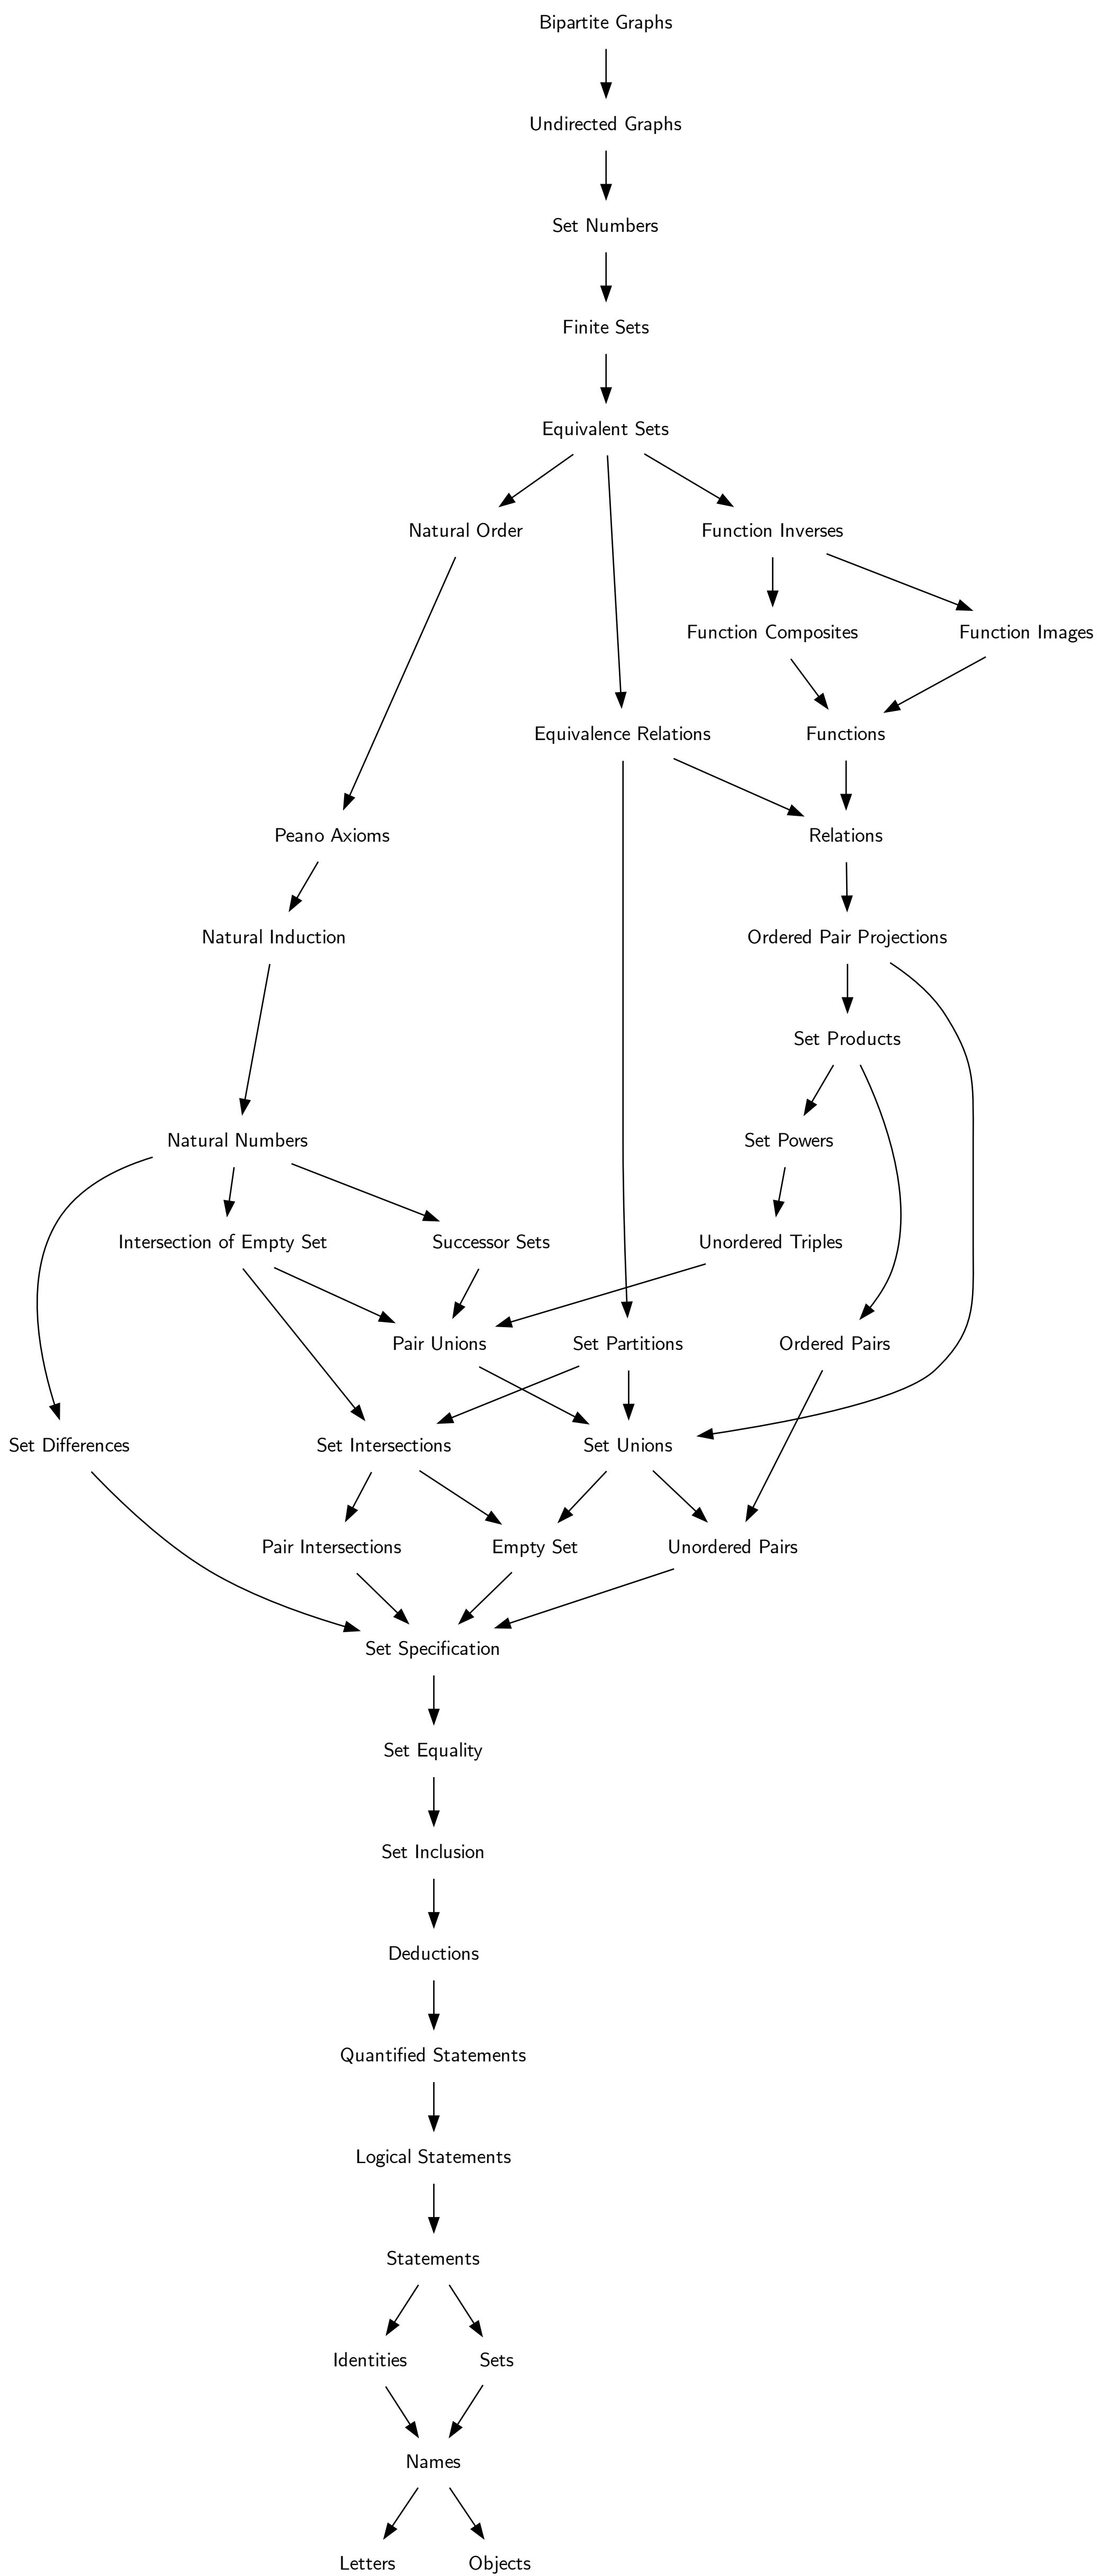 Bipartite Graphs
Undirected Graphs
Set Numbers
Finite Sets
Equivalent Sets
Natural Order
Function Inverses
Function Composites
Function Images
Equivalence Relations
Functions
Peano Axioms
Relations
Natural Induction
Ordered Pair Projections
Set Products
Natural Numbers
Set Powers
Intersection of Empty Set
Successor Sets
Unordered Triples
Pair Unions
Set Partitions
Ordered Pairs
Set Differences
Set Intersections
Set Unions
Pair Intersections
Empty Set
Unordered Pairs
Set Specification
Set Equality
Set Inclusion
Deductions
Quantified Statements
Logical Statements
Statements
Identities
Sets
Names
Letters
Objects